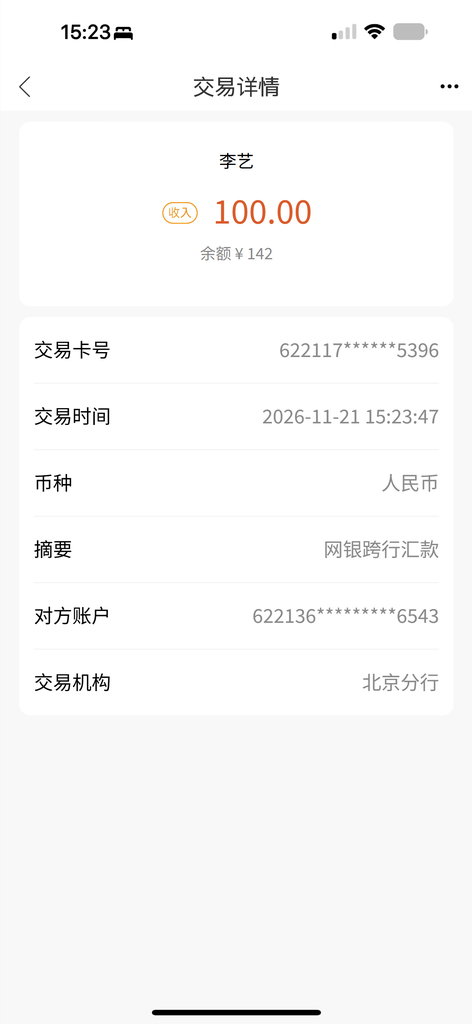 15:23
交易详情
李艺
收入 100.00
余额 ¥ 142
交易卡号 622117******5396
交易时间 2026-11-21 15:23:47
币种 人民币
摘要 网银跨行汇款
对方账户 622136*********6543
交易机构 北京分行